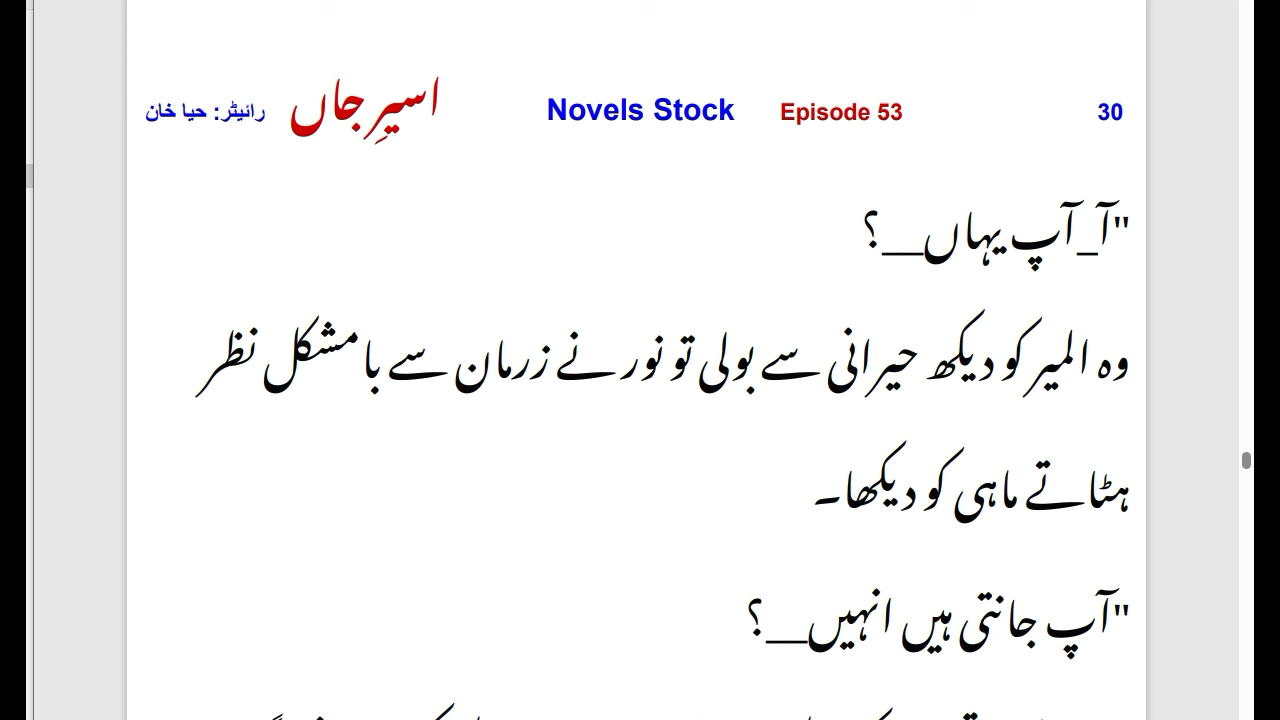 رائیٹر: حیا خان اسیرِ جاں Novels Stock Episode 53 30
"آ_آپ یہاں__؟
وہ المیر کو دیکھ حیرانی سے بولی تو نور نے زرمان سے بامشکل نظر
ہٹاتے ماہی کو دیکھا۔
"آپ جانتی ہیں انہیں__؟